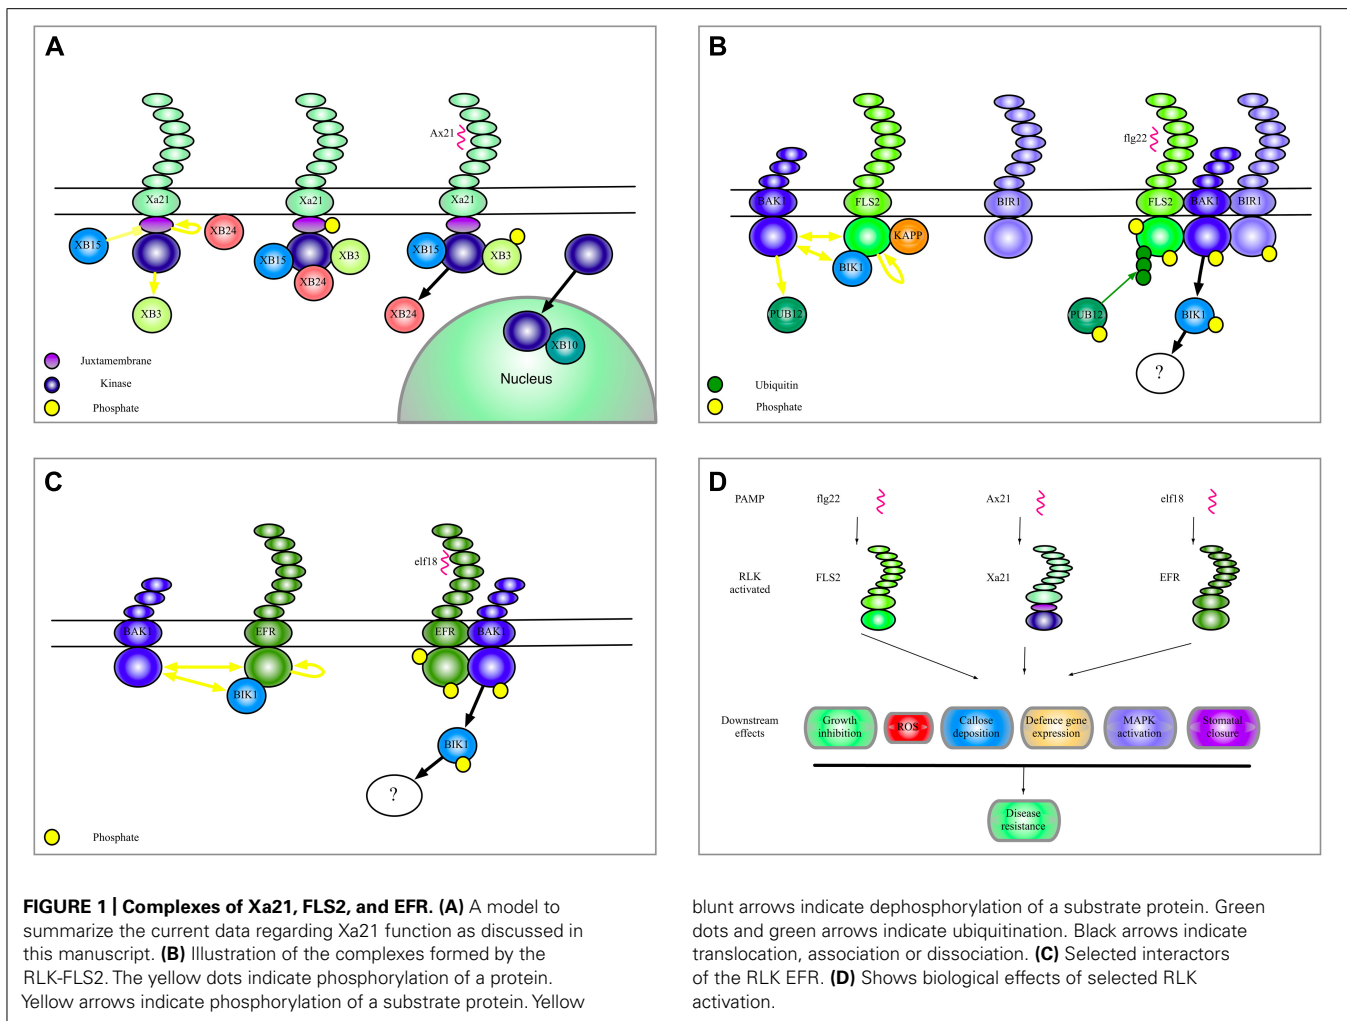 A
Ax21
Xa21
Xa21
Xa21
XB15
XB24
XB15
XB3
XB24
XB15
XB3
XB3
XB24
XB10
Nucleus
Juxtamembrane
Kinase
Phosphate
B
flg22
BAK1
FLS2
BIR1
FLS2
BAK1
BIR1
KAPP
BIK1
PUB12
PUB12
BIK1
?
Ubiquitin
Phosphate
C
elf18
BAK1
EFR
EFR
BAK1
BIK1
BIK1
?
Phosphate
D
PAMP
flg22
Ax21
elf18
RLK
activated
FLS2
Xa21
EFR
Downstream
effects
Growth
inhibition
ROS
Callose
deposition
Defence gene
expression
MAPK
activation
Stomatal
closure
Disease
resistance
FIGURE 1 | Complexes of Xa21, FLS2, and EFR. (A) A model to
summarize the current data regarding Xa21 function as discussed in
this manuscript. (B) Illustration of the complexes formed by the
RLK-FLS2. The yellow dots indicate phosphorylation of a protein.
Yellow arrows indicate phosphorylation of a substrate protein. Yellow
blunt arrows indicate dephosphorylation of a substrate protein. Green
dots and green arrows indicate ubiquitination. Black arrows indicate
translocation, association or dissociation. (C) Selected interactors
of the RLK EFR. (D) Shows biological effects of selected RLK
activation.